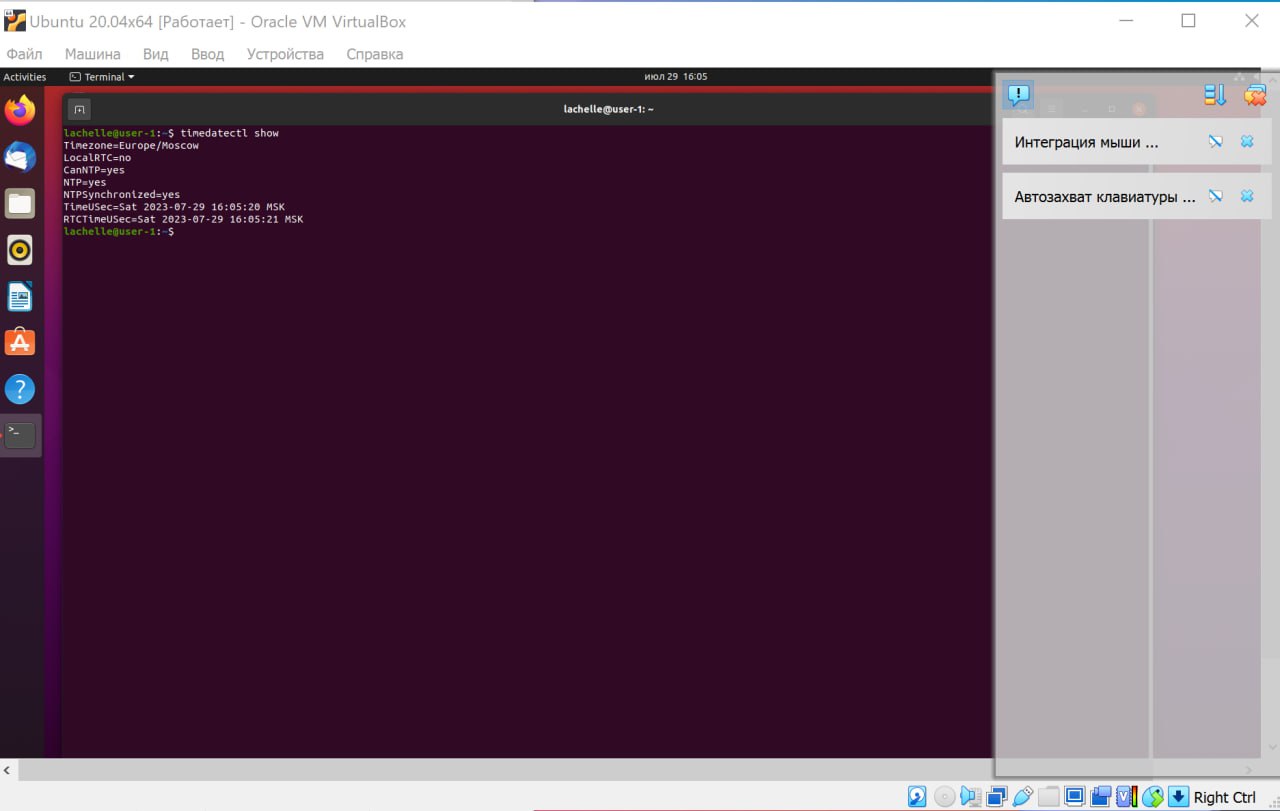 Ubuntu 20.04x64 [Работает] - Oracle VM VirtualBox
Файл Машина Вид Ввод Устройства Справка
Activities Terminal июл 29 16:05
lachelle@user-1: ~
lachelle@user-1:~$ timedatectl show
Timezone=Europe/Moscow
LocalRTC=no
CanNTP=yes
NTP=yes
NTPSynchronized=yes
TimeUSec=Sat 2023-07-29 16:05:20 MSK
RTCTimeUSec=Sat 2023-07-29 16:05:21 MSK
lachelle@user-1:~$
Интеграция мыши ...
Автозахват клавиатуры ...
Right Ctrl